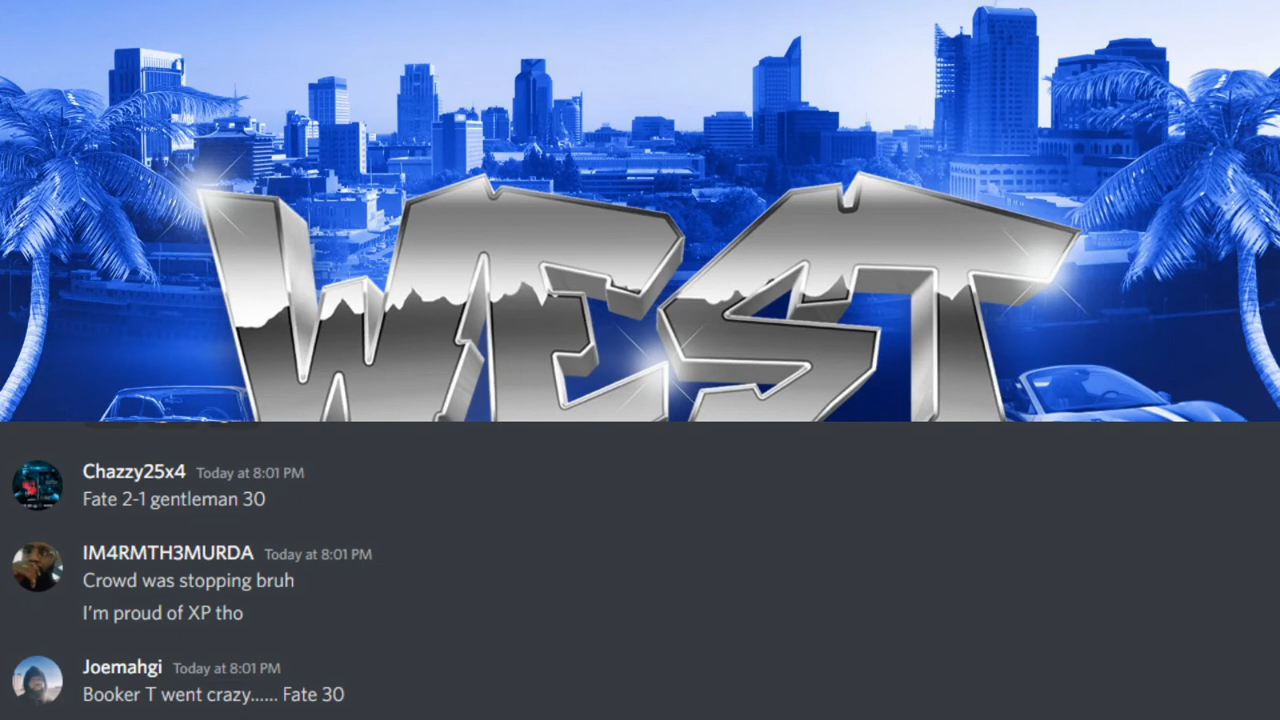 WEST
Chazzy25x4 Today at 8:01 PM
Fate 2-1 gentleman 30
IM4RMTH3MURDA Today at 8:01 PM
Crowd was stopping bruh
I'm proud of XP tho
Joemahgi Today at 8:01 PM
Booker T went crazy...... Fate 30